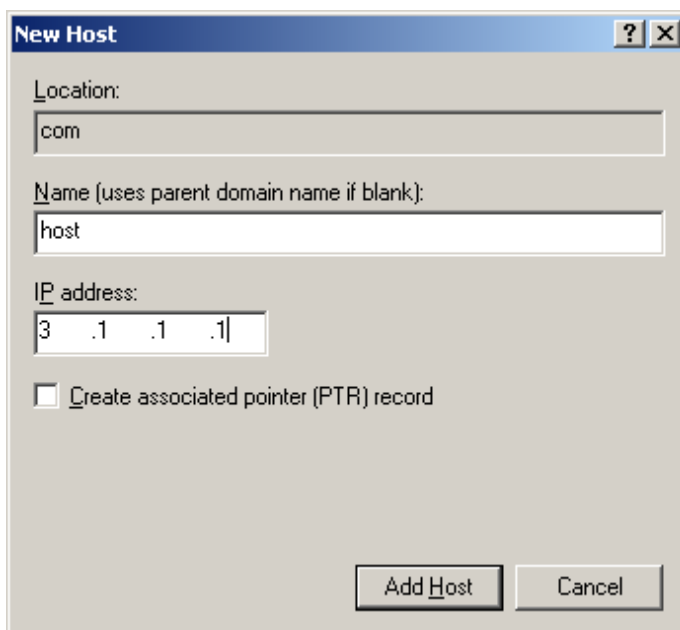 New Host
Location:
com
Name (uses parent domain name if blank):
host
IP address:
3 .1 .1 .1
Create associated pointer (PTR) record
Add Host Cancel